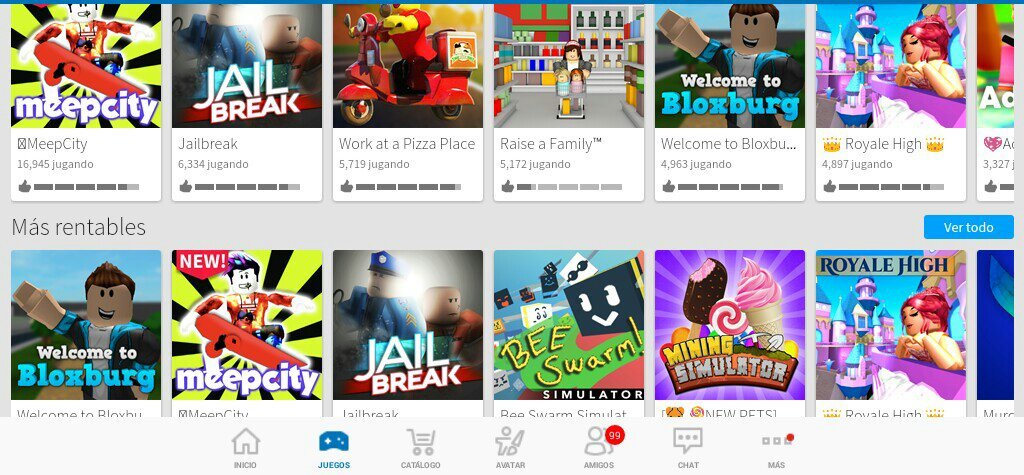 meepcity
JAIL
BREAK
Welcome to
Bloxburg
Ad
MeepCity
Jailbreak
Work at a Pizza Place
Raise a Family™
Welcome to Bloxbu...
👑 Royale High 👑
16,945 jugando
6,334 jugando
5,719 jugando
5,172 jugando
4,963 jugando
4,897 jugando
3,327 j
Más rentables
Ver todo
Welcome to
Bloxburg
NEW!
meepcity
JAIL
BREAK
BEE
Swarm!
SIMULATOR
MINING
SIMULATOR
ROYALE HIGH
Welcome to Bloxbu
MeepCity
Jailbreak
Bee Swarm Simulat
NEW PETS]
👑 Royale High 👑
Murd
INICIO
JUEGOS
CATÁLOGO
AVATAR
99
AMIGOS
CHAT
MÁS